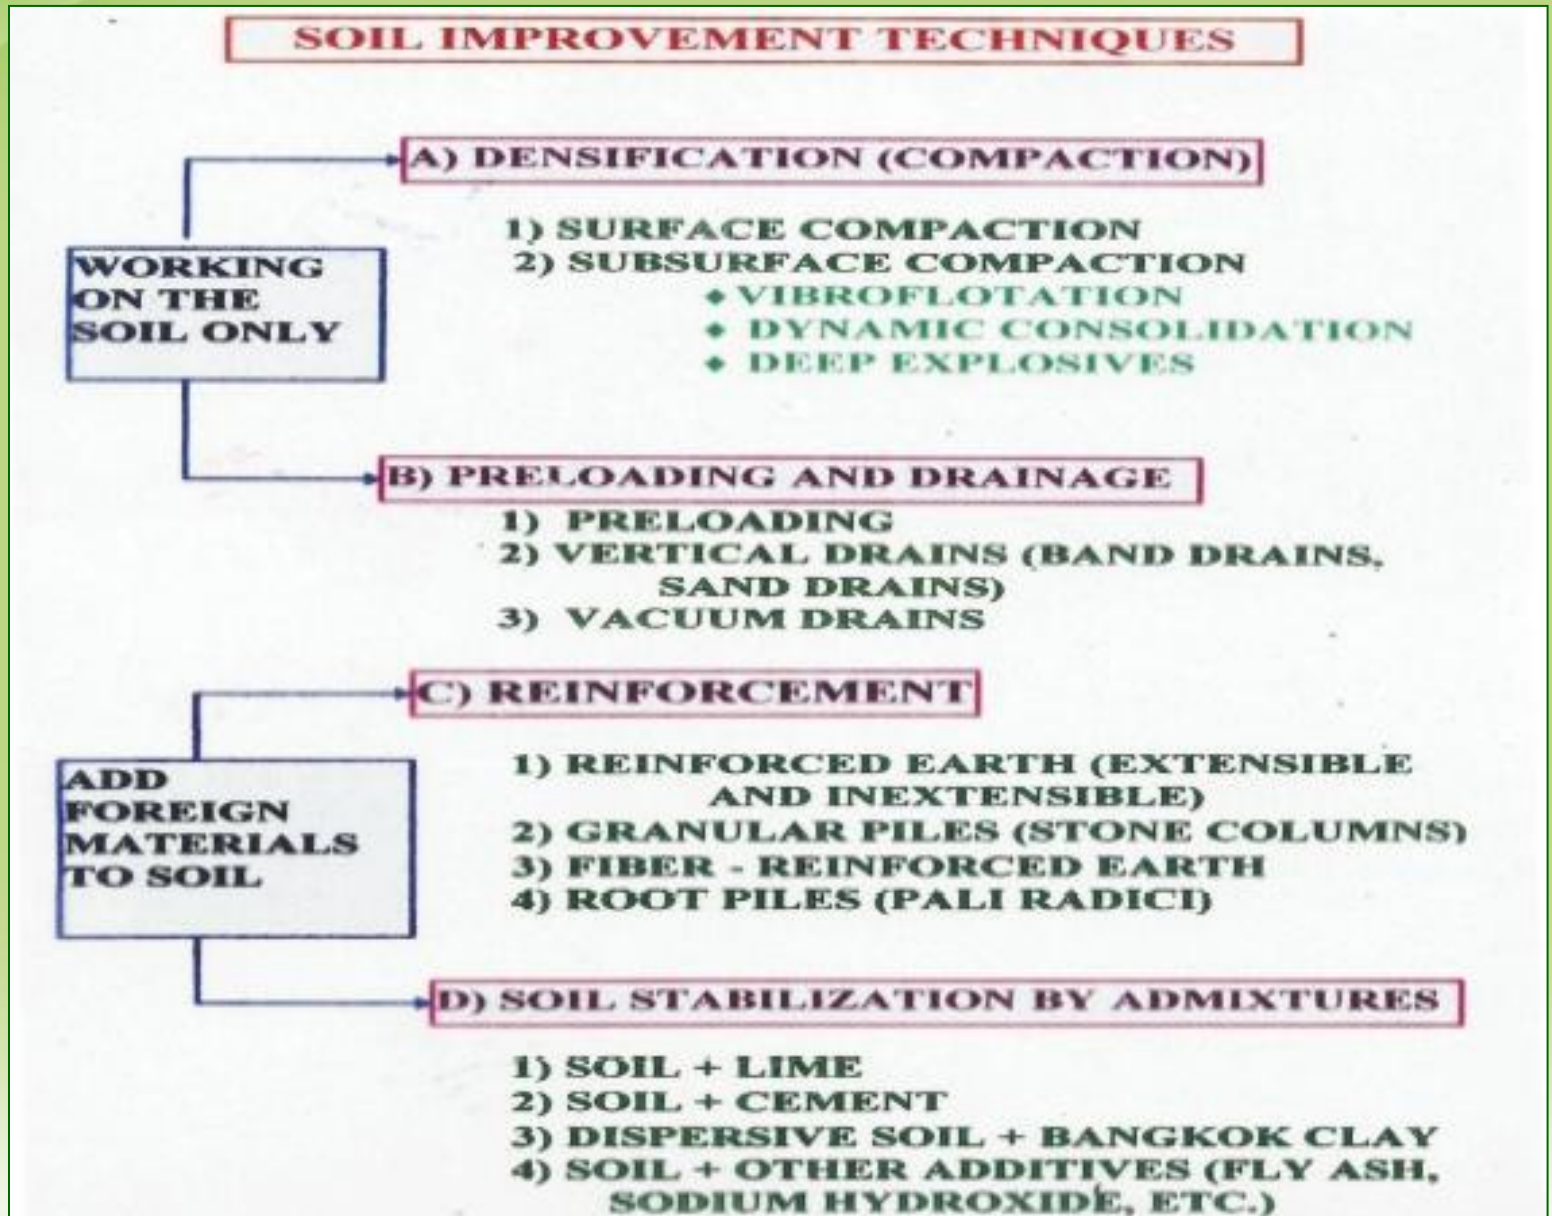 SOIL IMPROVEMENT TECHNIQUES
A) DENSIFICATION (COMPACTION)
1) SURFACE COMPACTION
2) SUBSURFACE COMPACTION
◆ VIBROFLOTATION
◆ DYNAMIC CONSOLIDATION
◆ DEEP EXPLOSIVES
WORKING
ON THE
SOIL ONLY
B) PRELOADING AND DRAINAGE
1) PRELOADING
2) VERTICAL DRAINS (BAND DRAINS,
SAND DRAINS)
3) VACUUM DRAINS
C) REINFORCEMENT
1) REINFORCED EARTH (EXTENSIBLE
AND INEXTENSIBLE)
2) GRANULAR PILES (STONE COLUMNS)
3) FIBER - REINFORCED EARTH
4) ROOT PILES (PALI RADICI)
ADD
FOREIGN
MATERIALS
TO SOIL
D) SOIL STABILIZATION BY ADMIXTURES
1) SOIL + LIME
2) SOIL + CEMENT
3) DISPERSIVE SOIL + BANGKOK CLAY
4) SOIL + OTHER ADDITIVES (FLY ASH,
SODIUM HYDROXIDE, ETC.)